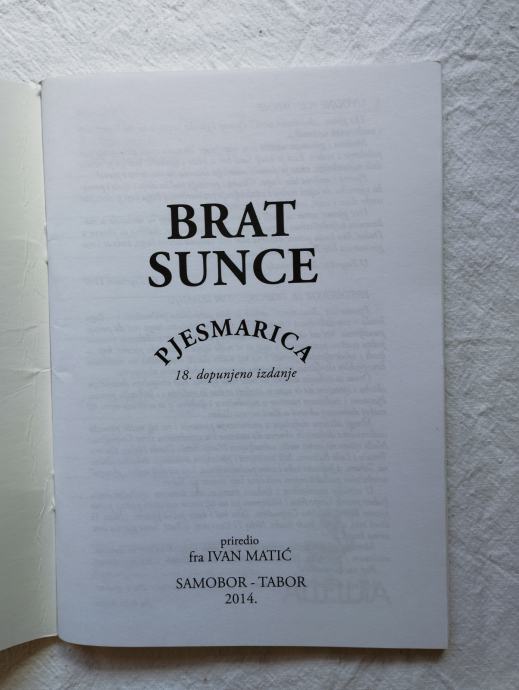 BRAT
SUNCE
PJESMARICA
18. dopunjeno izdanje
priredio
fra IVAN MATIĆ
SAMOBOR - TABOR
2014.